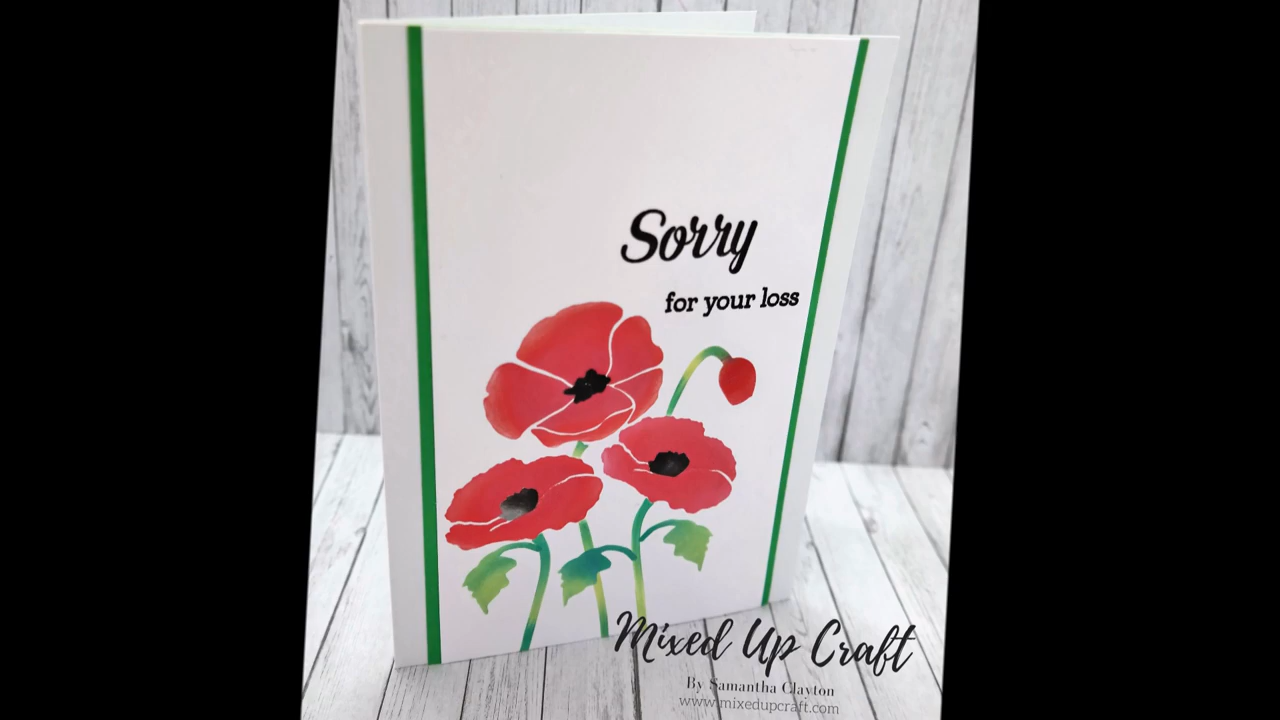 Sorry
for your loss
Mixed Up Craft
By Samantha Clayton
www.mixedupcraft.com